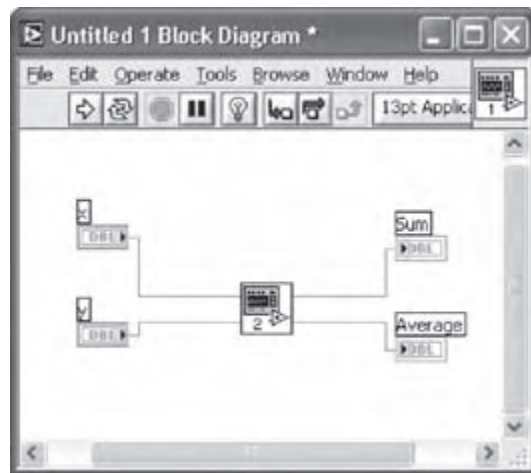 Untitled 1 Block Diagram *
File Edit Operate Tools Browse Window Help
13pt Applica
1
x
DBL
Sum
DBL
y
DBL
2
Average
DBL